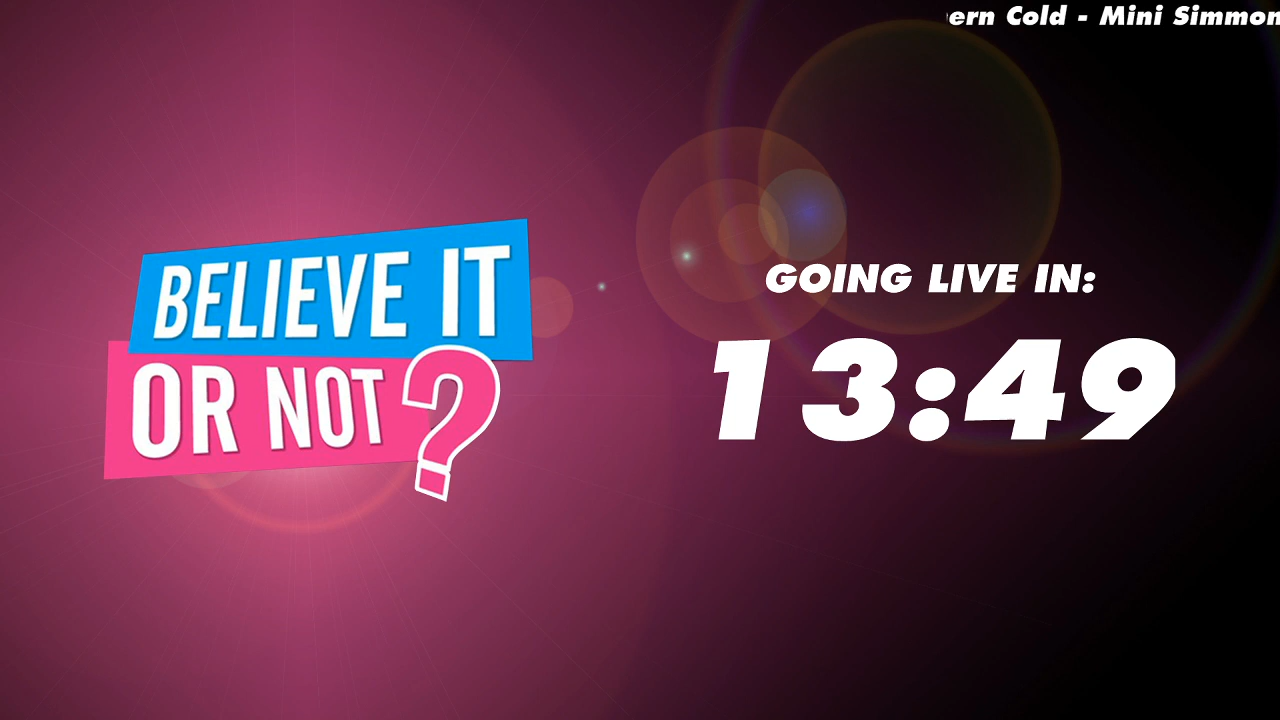 ern Cold - Mini Simmon
BELIEVE IT
OR NOT?
GOING LIVE IN:
13:49